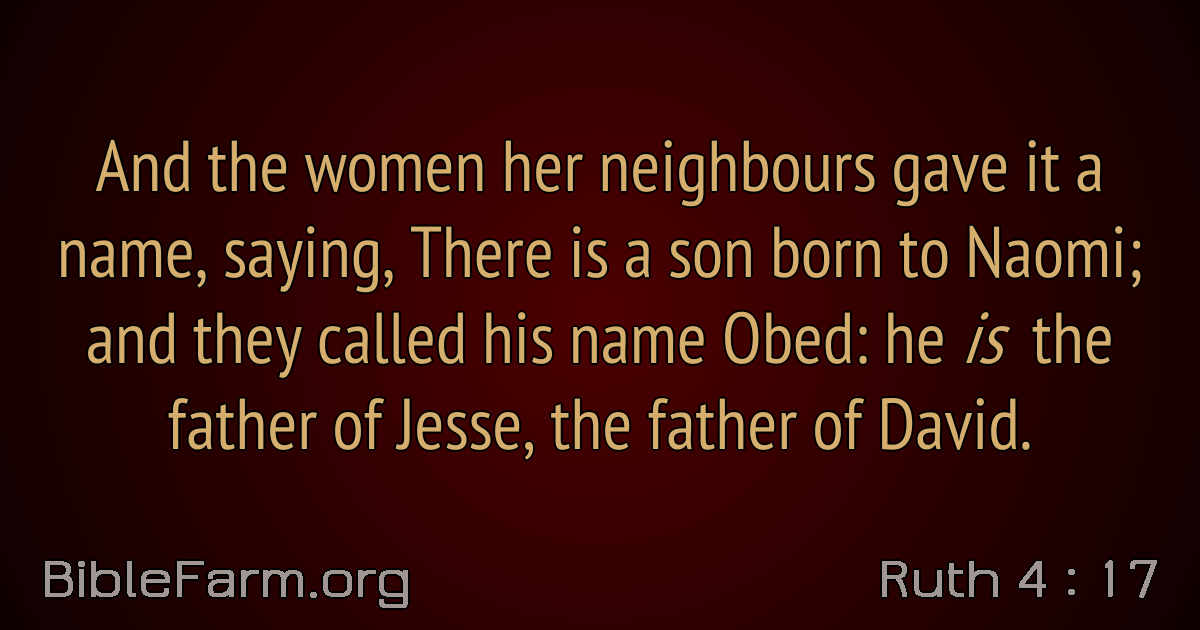 And the women her neighbours gave it a
name, saying, There is a son born to Naomi;
and they called his name Obed: he is the
father of Jesse, the father of David.
BibleFarm.org
Ruth 4 : 17